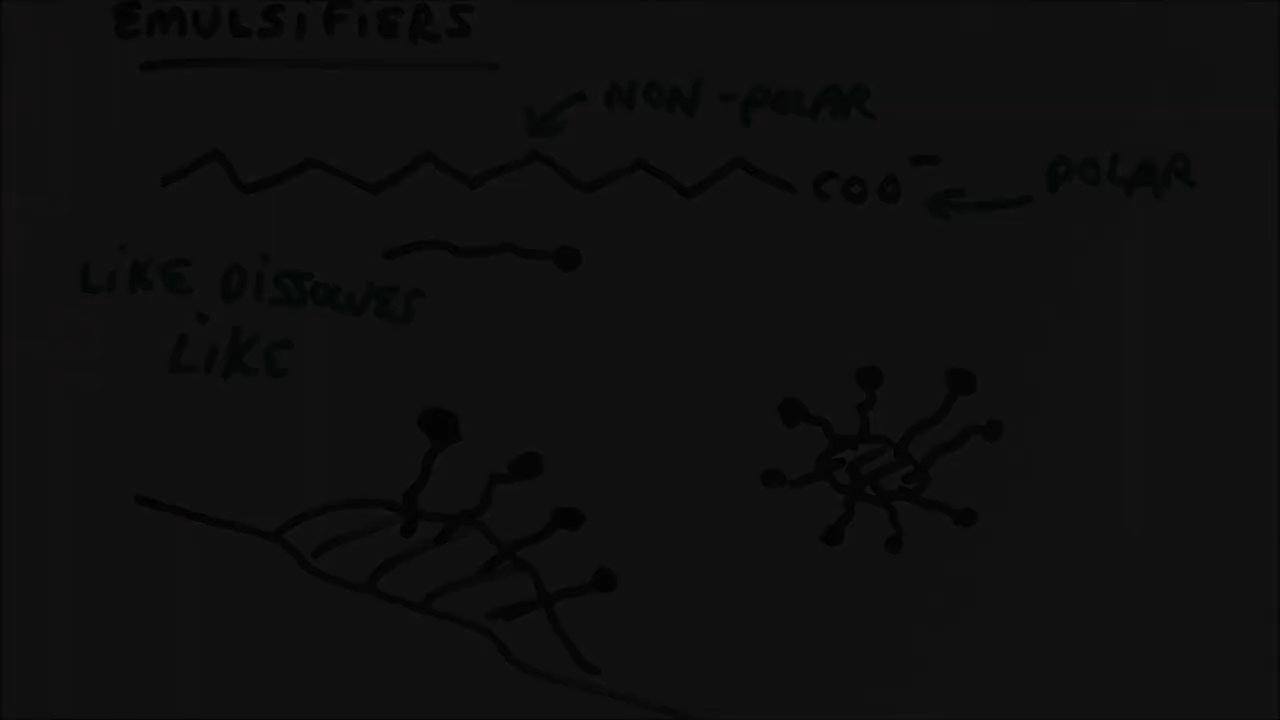 EMULSiFiERS
NON-POLAR
COO⁻
POLAR
LiKE DiSSOLVES
LiKE